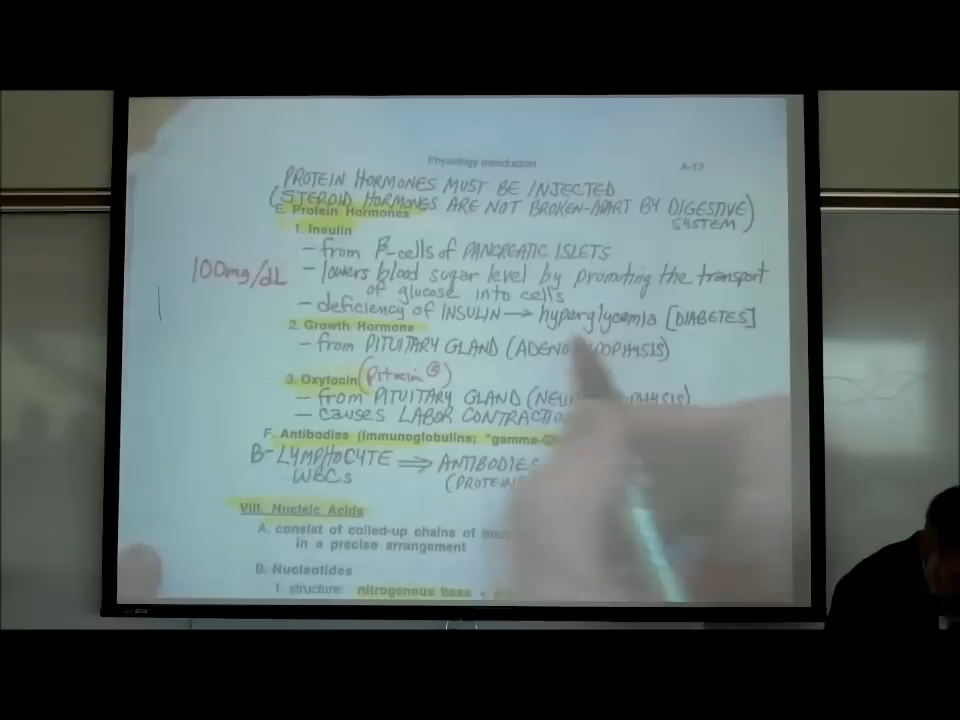 Physiology Introduction A-17
PROTEIN HORMONES MUST BE INJECTED
(STEROID HORMONES ARE NOT BROKEN-APART BY DIGESTIVE SYSTEM)
E. Protein Hormones
1. Insulin
- from β-cells of PANCREATIC ISLETS
100mg/dL - lowers blood sugar level by promoting the transport
of glucose into cells
- deficiency of INSULIN → hyperglycemia [DIABETES]
2. Growth Hormone
- from PITUITARY GLAND
3. Oxytocin (Pitocin ®)
- from PITUITARY GLAND
- causes LABOR
F. Antibodies (Immunoglobulins;
B-LYMPHOCYTE ⇒ ANTIBODIES
WBCs
VIII. Nucleic Acids
A. consist of coiled-up chains of
in a precise arrangement
B. Nucleotides
1. structure: nitrogenous base +